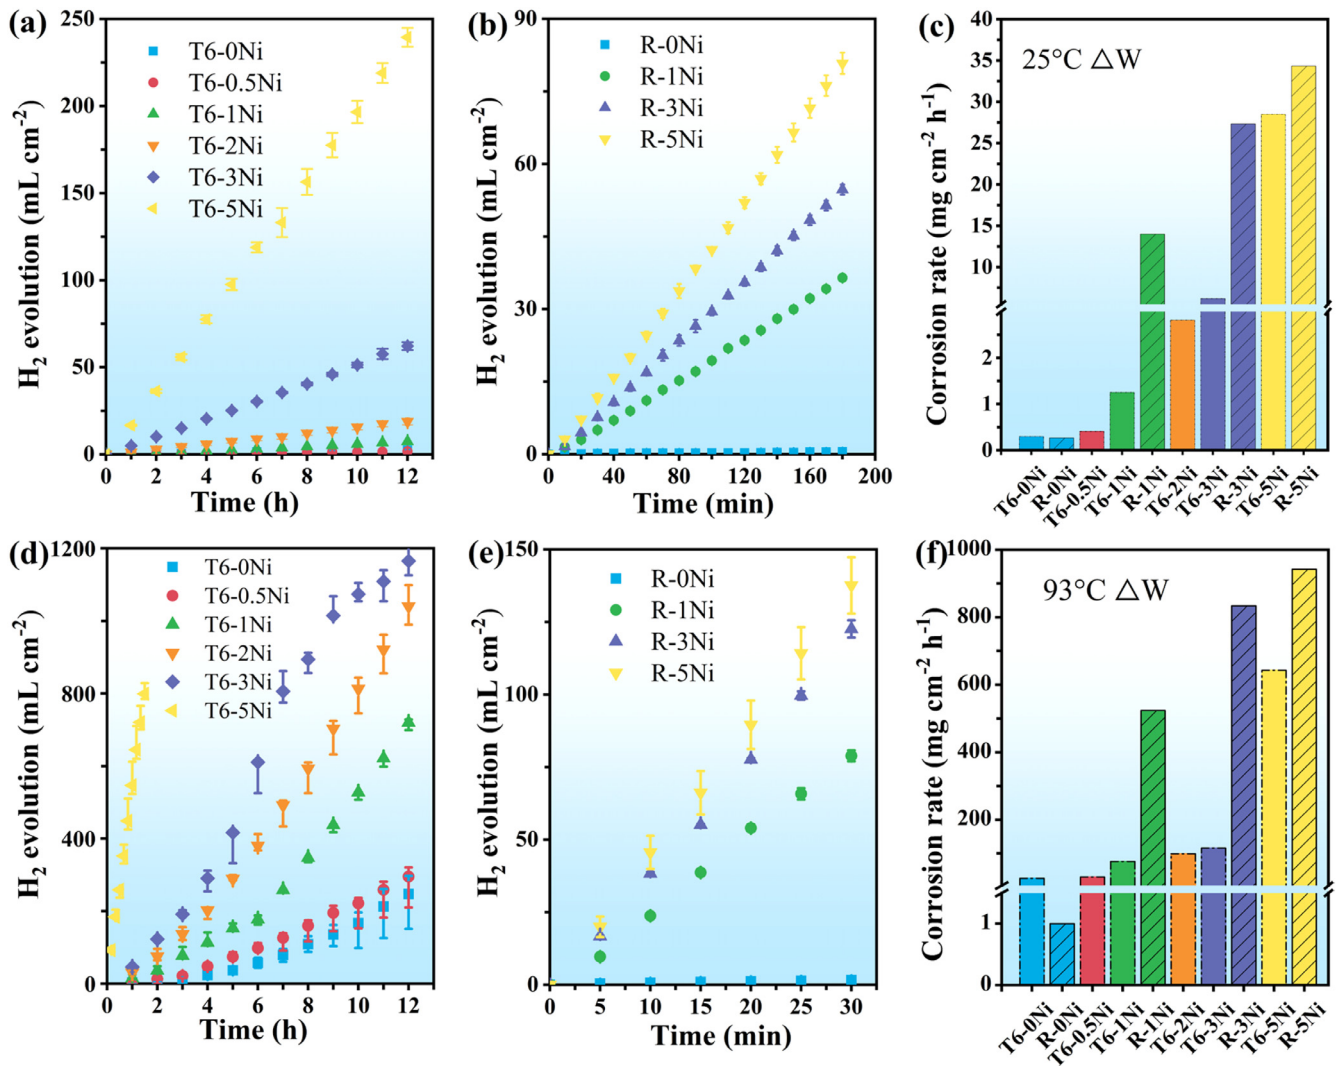 (a)
H2 evolution (mL cm-2)
250
200
150
100
50
0
T6-0Ni
T6-0.5Ni
T6-1Ni
T6-2Ni
T6-3Ni
T6-5Ni
0 2 4 6 8 10 12
Time (h)
(b)
H2 evolution (mL cm-2)
90
60
30
0
R-0Ni
R-1Ni
R-3Ni
R-5Ni
0 40 80 120 160 200
Time (min)
(c)
Corrosion rate (mg cm-2 h-1)
40
35
30
25
20
15
10
2
1
0
25°C △W
T6-0Ni
R-0Ni
T6-0.5Ni
T6-1Ni
R-1Ni
T6-2Ni
T6-3Ni
R-3Ni
T6-5Ni
R-5Ni
(d)
H2 evolution (mL cm-2)
1200
800
400
0
T6-0Ni
T6-0.5Ni
T6-1Ni
T6-2Ni
T6-3Ni
T6-5Ni
0 2 4 6 8 10 12
Time (h)
(e)
H2 evolution (mL cm-2)
150
100
50
0
R-0Ni
R-1Ni
R-3Ni
R-5Ni
0 5 10 15 20 25 30
Time (min)
(f)
Corrosion rate (mg cm-2 h-1)
1000
800
600
400
200
1
0
93°C △W
T6-0Ni
R-0Ni
T6-0.5Ni
T6-1Ni
R-1Ni
T6-2Ni
T6-3Ni
R-3Ni
T6-5Ni
R-5Ni